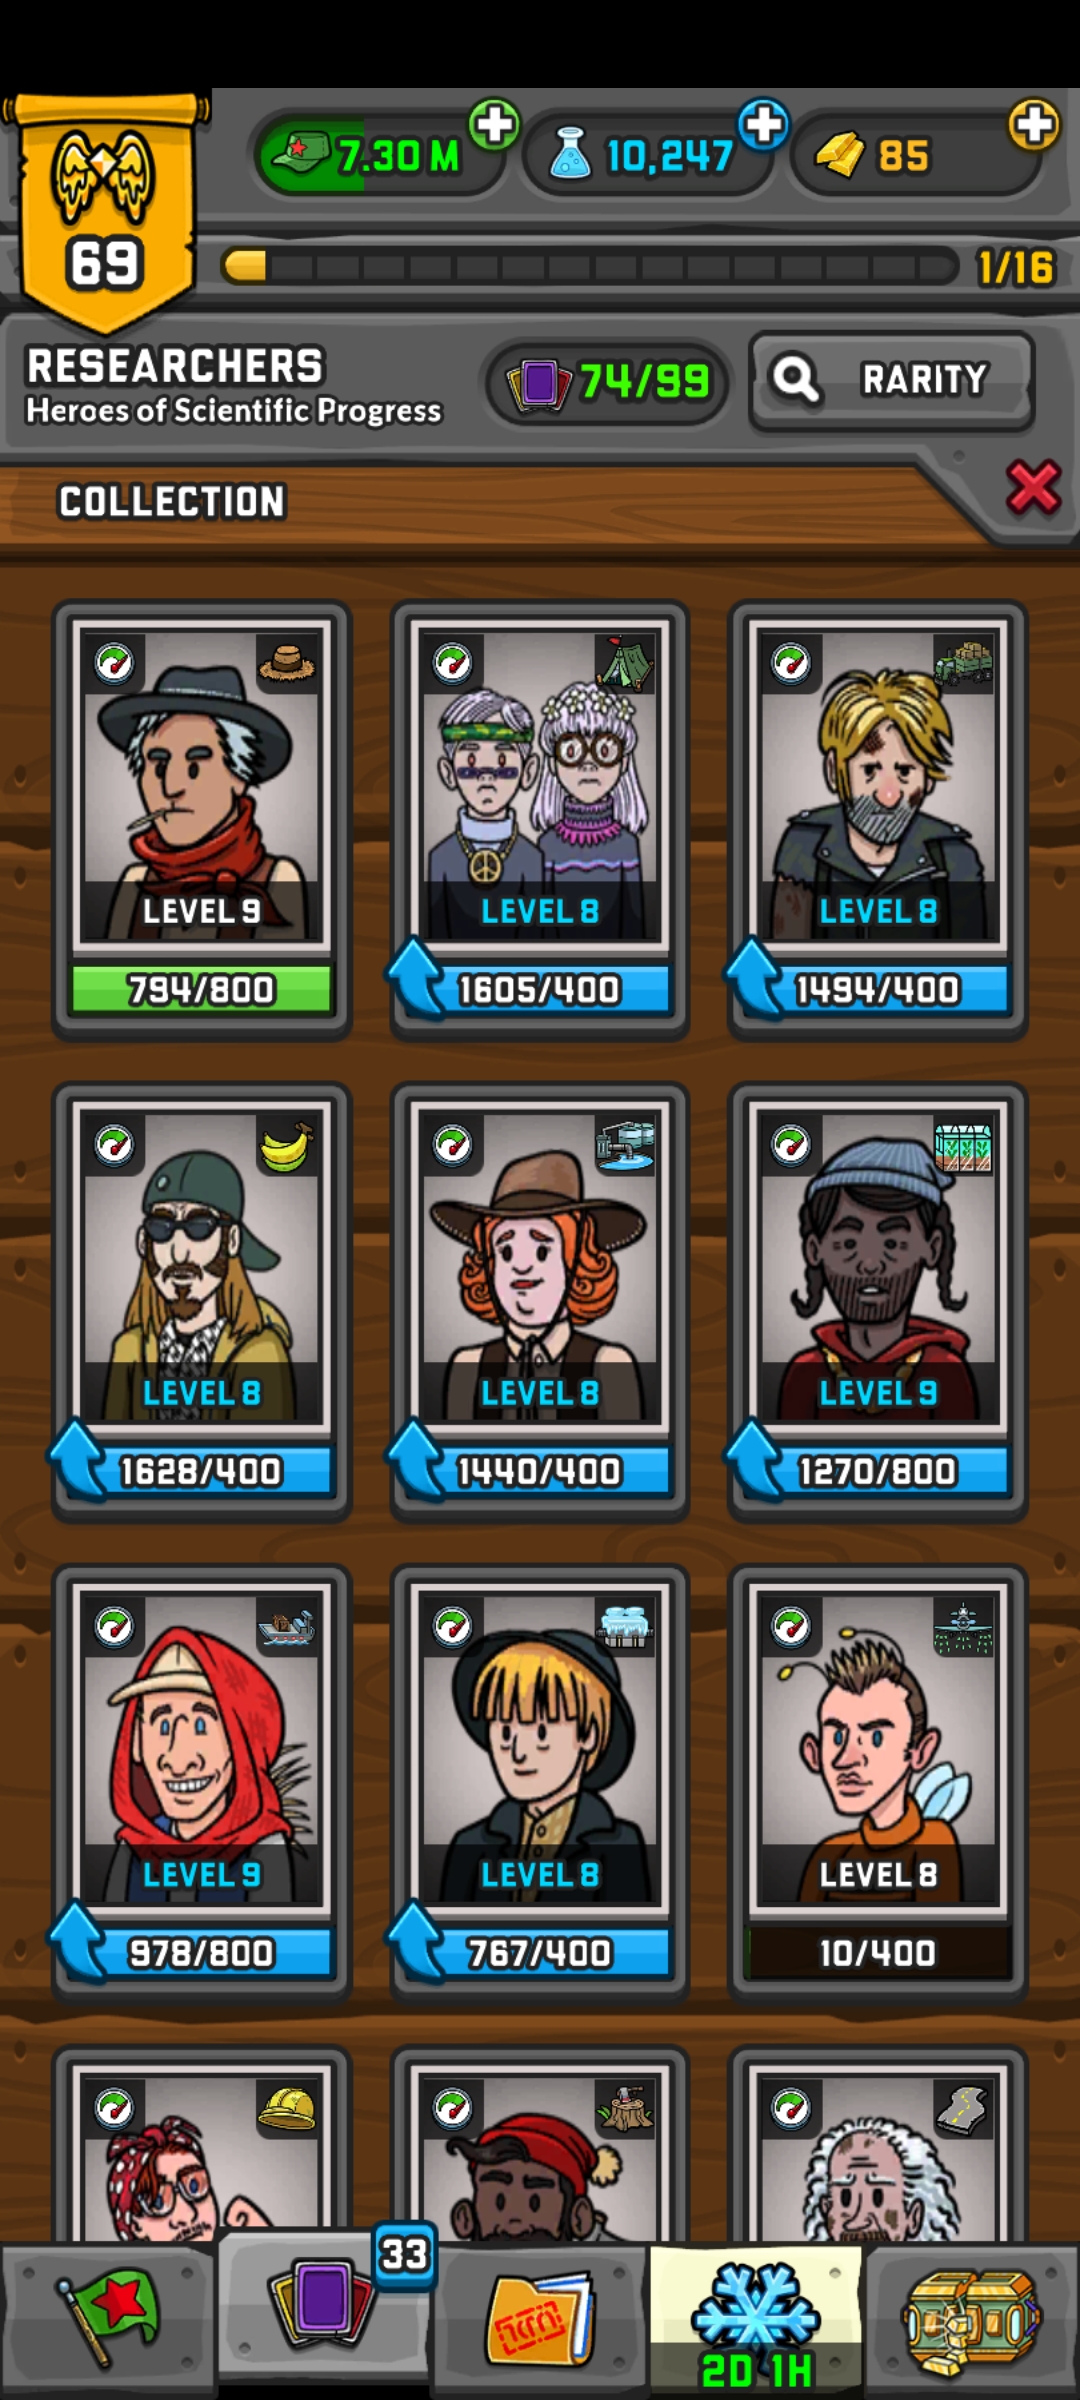 7.30 M
10,247
85
69
1/16
RESEARCHERS
Heroes of Scientific Progress
74/99
RARITY
COLLECTION
LEVEL 9
LEVEL 8
LEVEL 8
794/800
1605/400
1494/400
LEVEL 8
LEVEL 8
LEVEL 9
1628/400
1440/400
1270/800
LEVEL 9
LEVEL 8
LEVEL 8
978/800
767/400
10/400
33
2D 1H